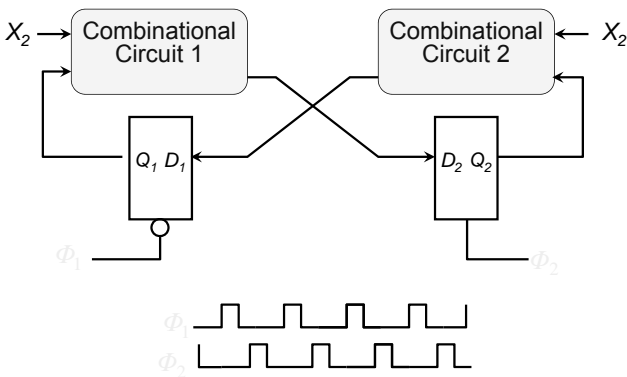 X2 Combinational Circuit 1 Combinational Circuit 2 X2
Q1 D1 D2 Q2
Φ1 Φ2
Φ1
Φ2